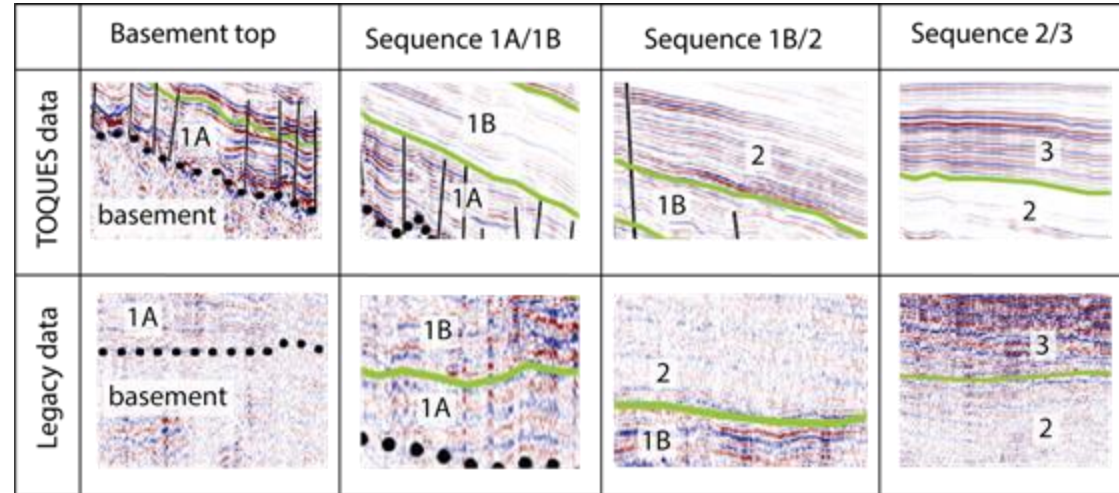 Basement top
Sequence 1A/1B
Sequence 1B/2
Sequence 2/3
TOQUES data
1A
basement
1B
1A
2
1B
3
2
Legacy data
1A
basement
1B
1A
2
1B
3
2